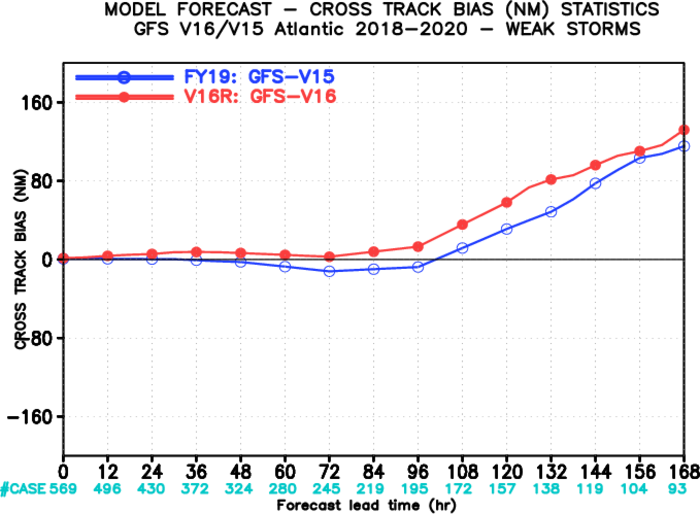 MODEL FORECAST – CROSS TRACK BIAS (NM) STATISTICS
GFS V16/V15 Atlantic 2018–2020 – WEAK STORMS
FY19: GFS–V15
V16R: GFS–V16
CROSS TRACK BIAS (NM)
160
80
0
−80
−160
0 12 24 36 48 60 72 84 96 108 120 132 144 156 168
#CASE 569 496 430 372 324 280 245 219 195 172 157 138 119 104 93
Forecast lead time (hr)